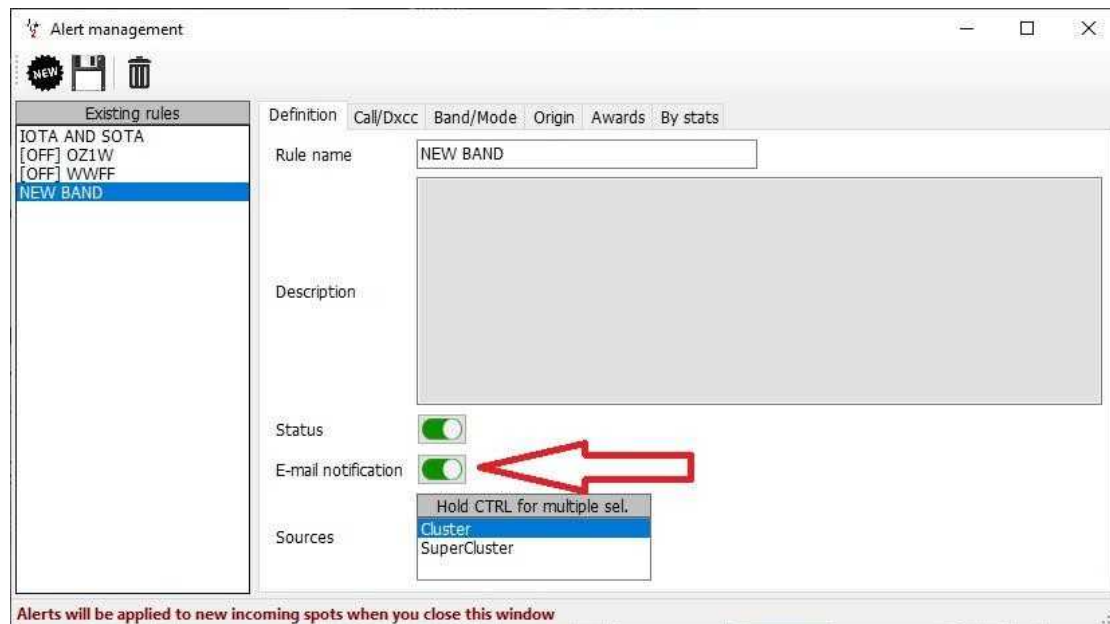 Alert management
NEW
Existing rules
IOTA AND SOTA
[OFF] OZ1W
[OFF] WWFF
NEW BAND
Definition Call/Dxcc Band/Mode Origin Awards By stats
Rule name NEW BAND
Description
Status
E-mail notification
Hold CTRL for multiple sel.
Sources
Cluster
SuperCluster
Alerts will be applied to new incoming spots when you close this window